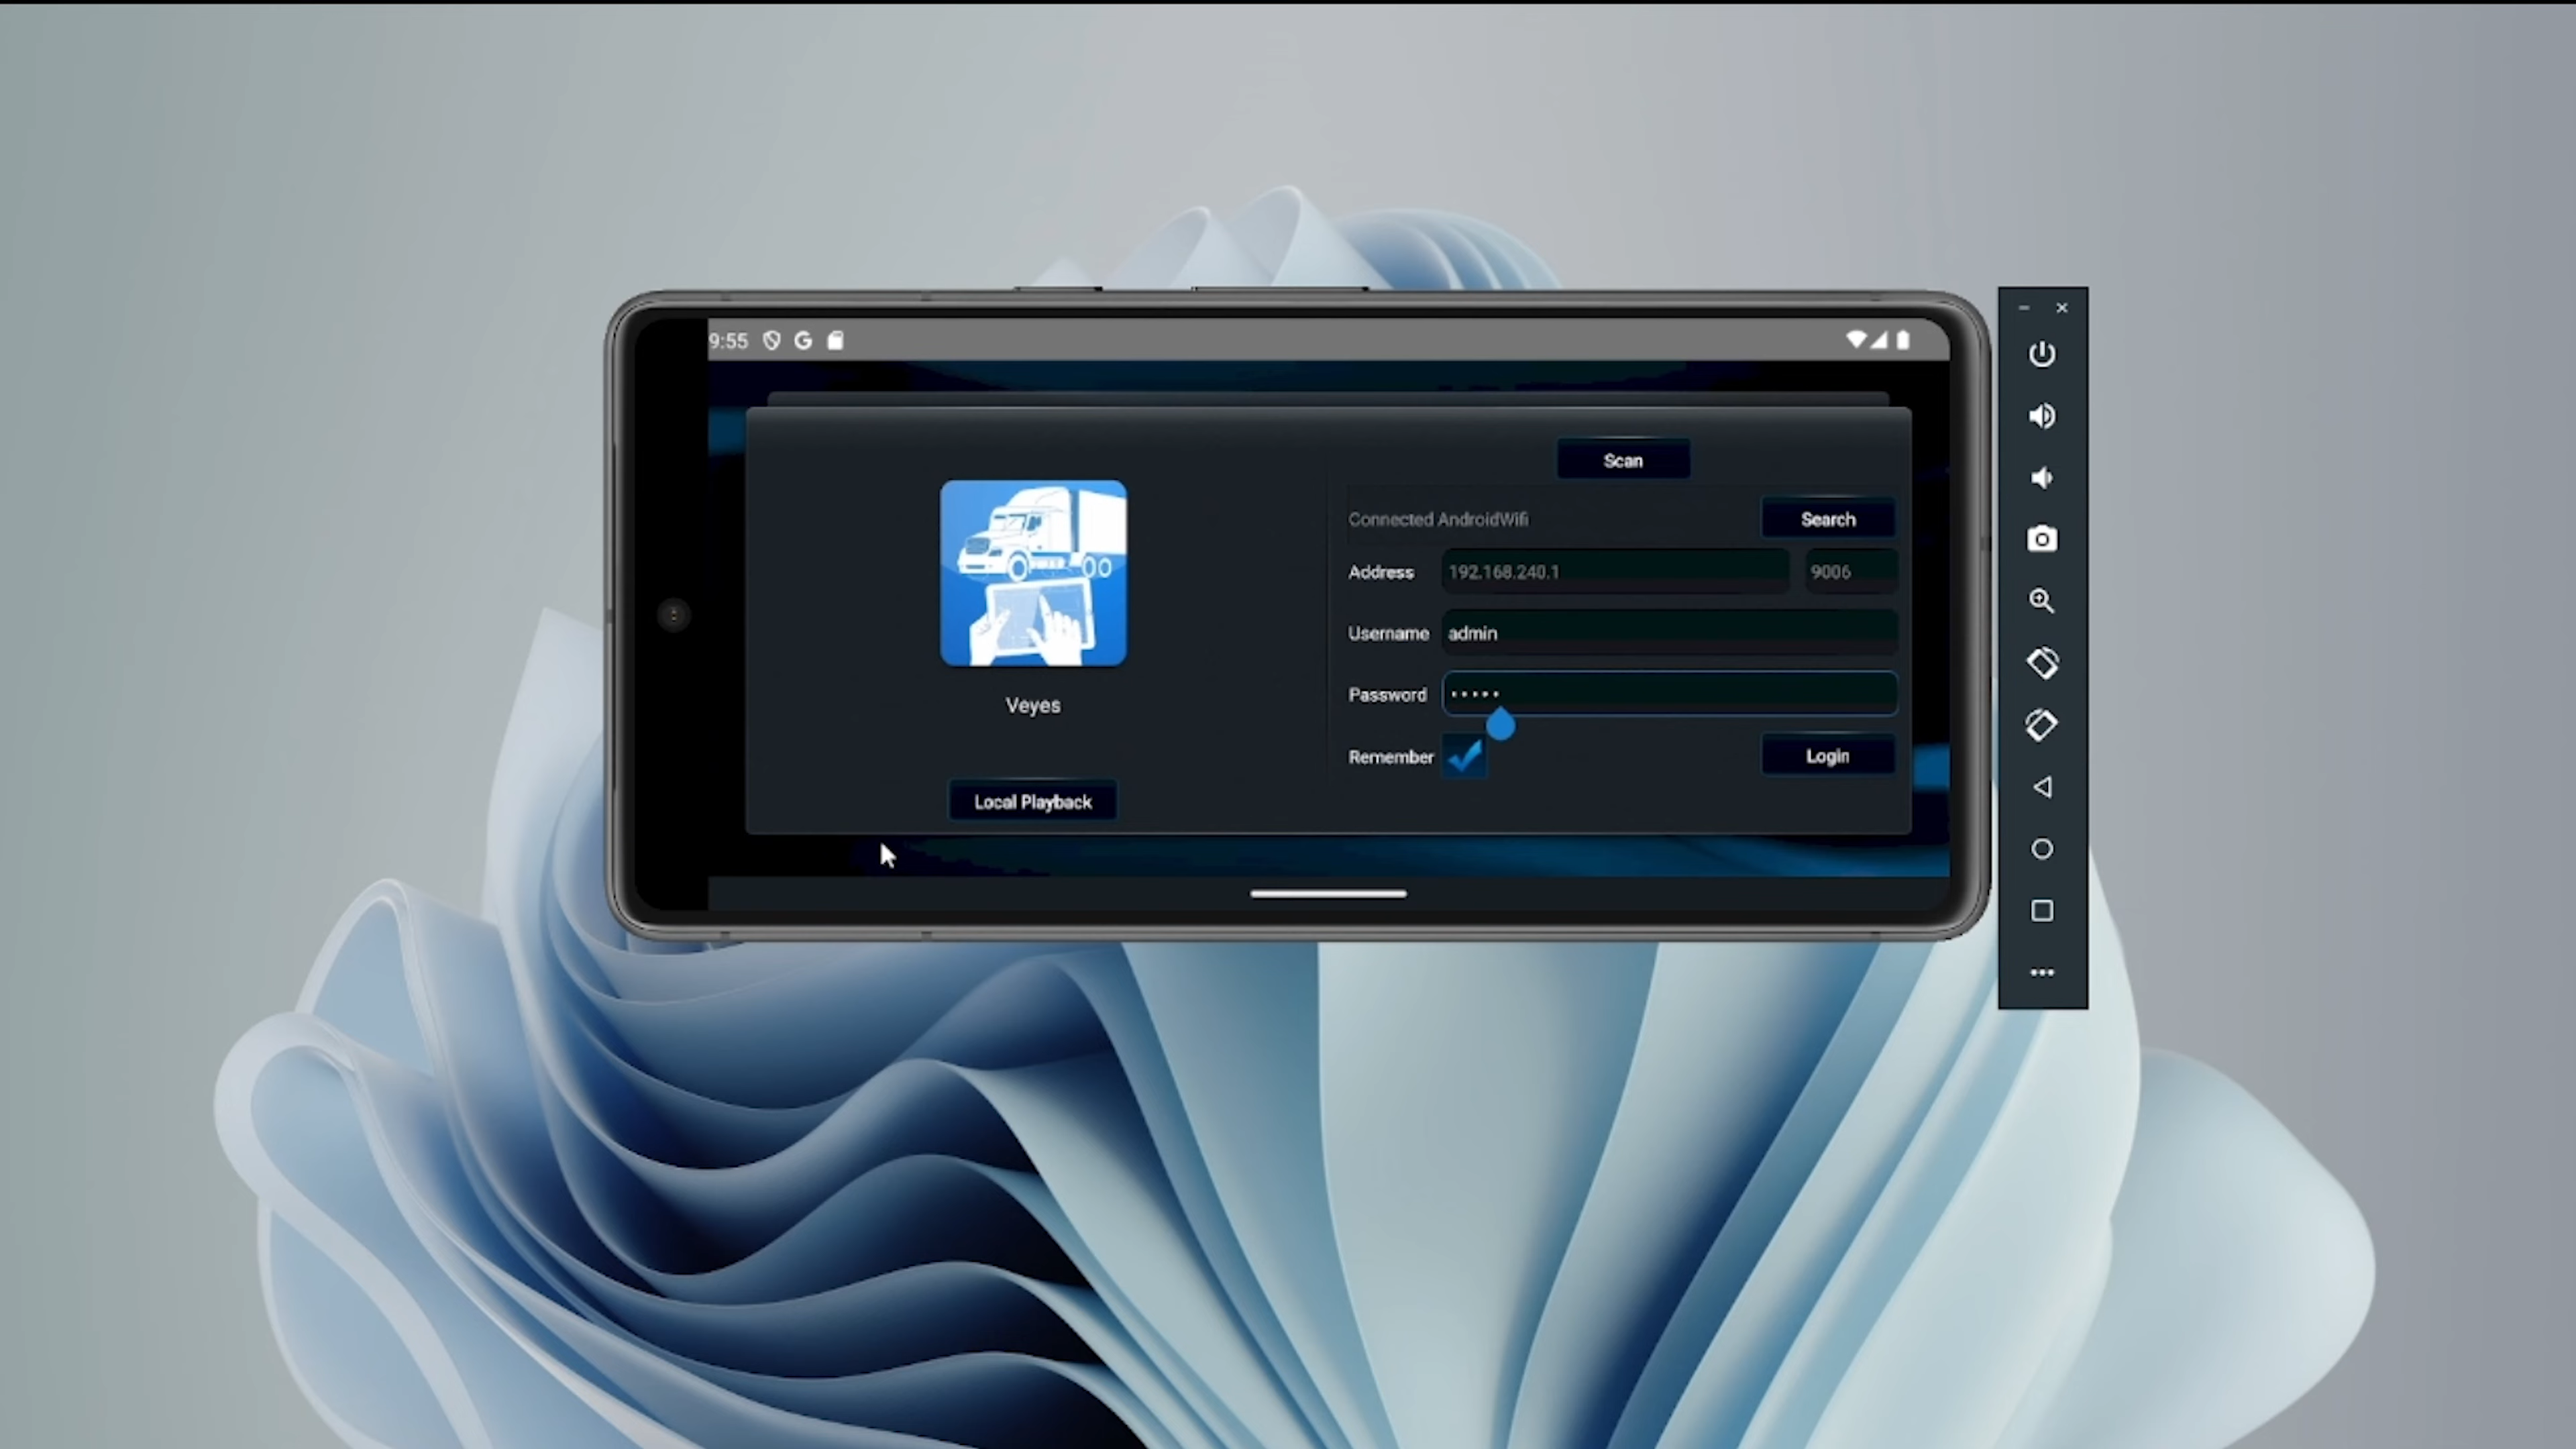 9:55
Scan
Connected AndroidWifi
Search
Address
192.168.240.1
9006
Username
admin
Veyes
Password
•••••
Remember
Login
Local Playback